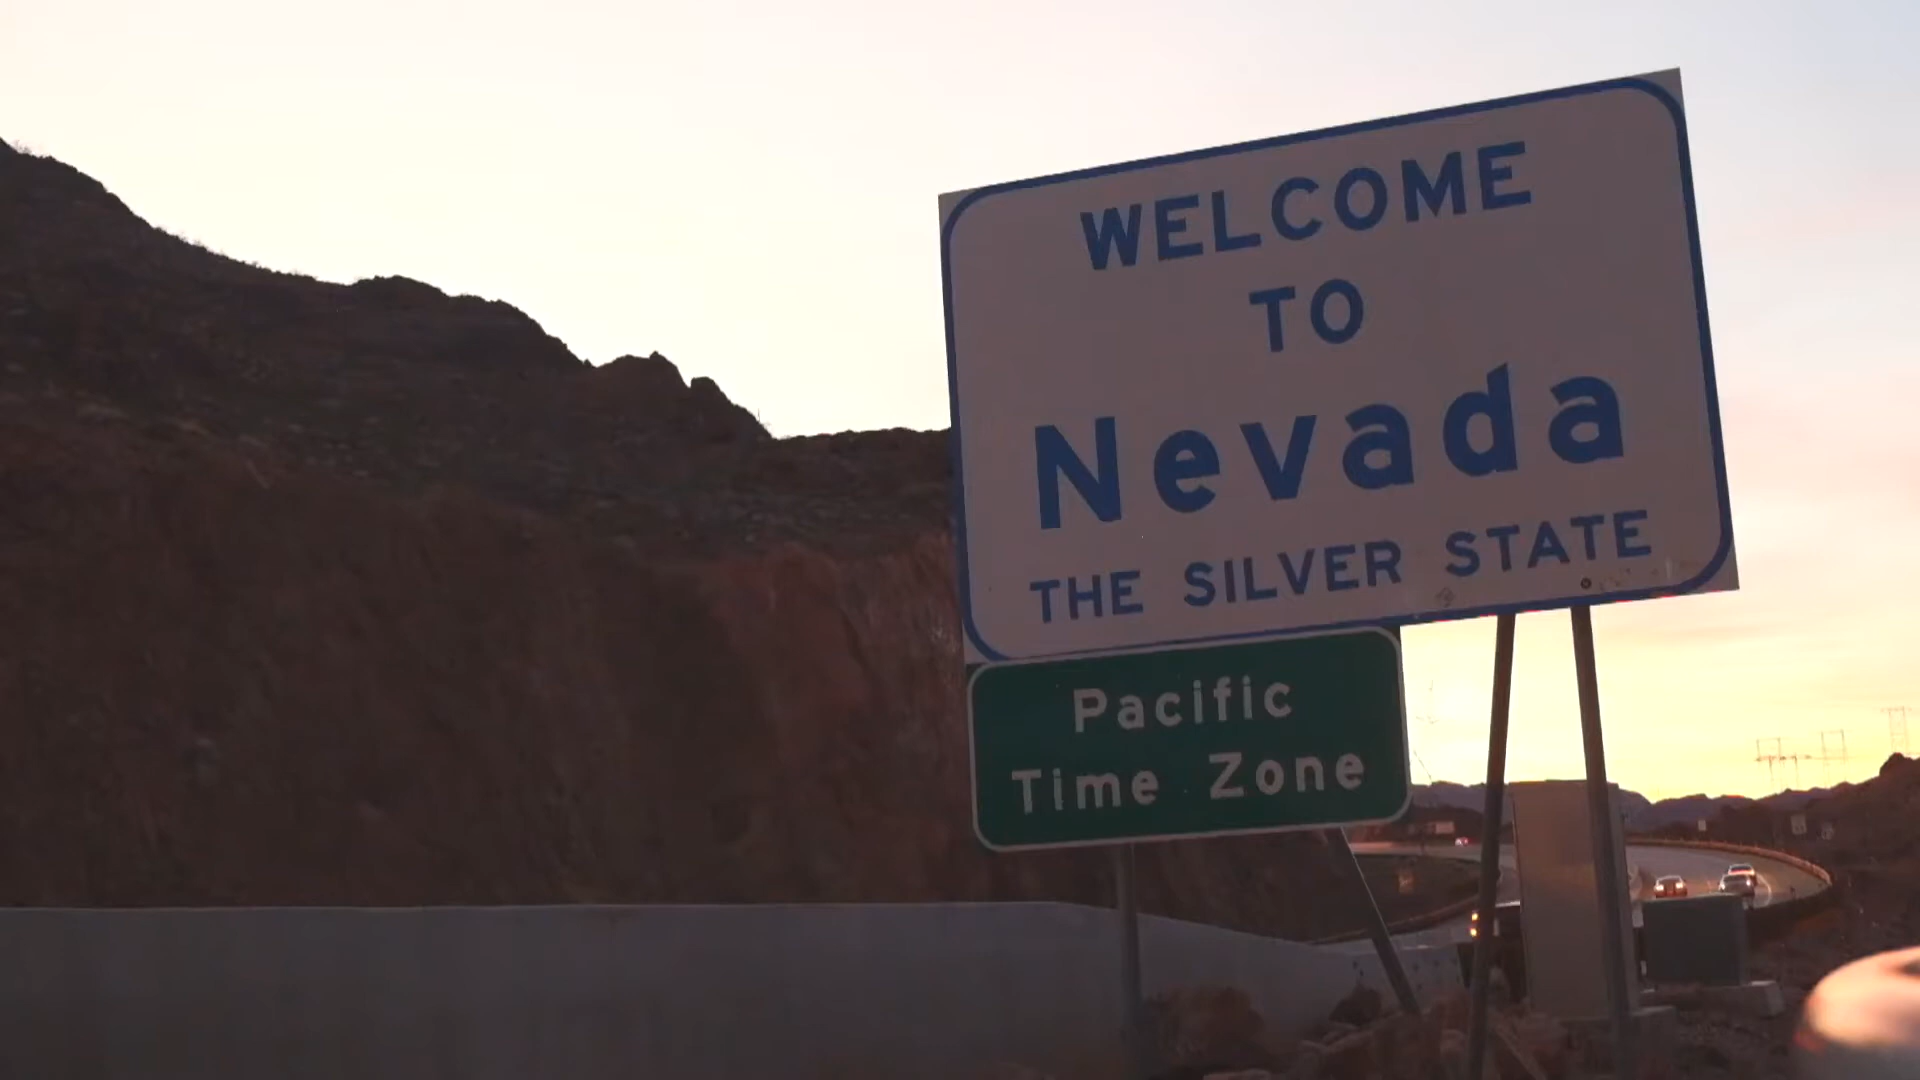 WELCOME
TO
Nevada
THE SILVER STATE
Pacific
Time Zone